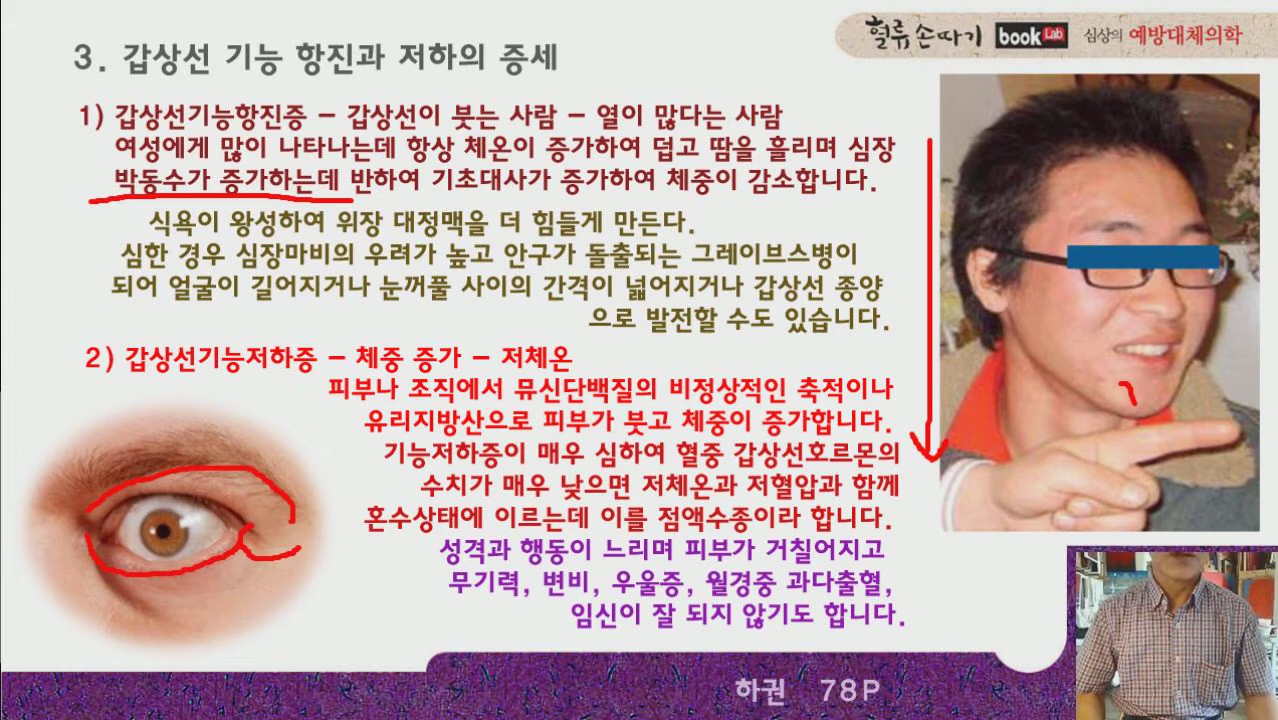 혈류 손따기 book Lab 심상의 예방대체의학
3. 갑상선 기능 항진과 저하의 증세
1) 갑상선기능항진증 – 갑상선이 붓는 사람 – 열이 많다는 사람
여성에게 많이 나타나는데 항상 체온이 증가하여 덥고 땀을 흘리며 심장
박동수가 증가하는데 반하여 기초대사가 증가하여 체중이 감소합니다.
식욕이 왕성하여 위장 대정맥을 더 힘들게 만든다.
심한 경우 심장마비의 우려가 높고 안구가 돌출되는 그레이브스병이
되어 얼굴이 길어지거나 눈꺼풀 사이의 간격이 넓어지거나 갑상선 종양
으로 발전할 수도 있습니다.
2) 갑상선기능저하증 – 체중 증가 – 저체온
피부나 조직에서 뮤신단백질의 비정상적인 축적이나
유리지방산으로 피부가 붓고 체중이 증가합니다.
기능저하증이 매우 심하여 혈중 갑상선호르몬의
수치가 매우 낮으면 저체온과 저혈압과 함께
혼수상태에 이르는데 이를 점액수종이라 합니다.
성격과 행동이 느리며 피부가 거칠어지고
무기력, 변비, 우울증, 월경중 과다출혈,
임신이 잘 되지 않기도 합니다.
하권 78P